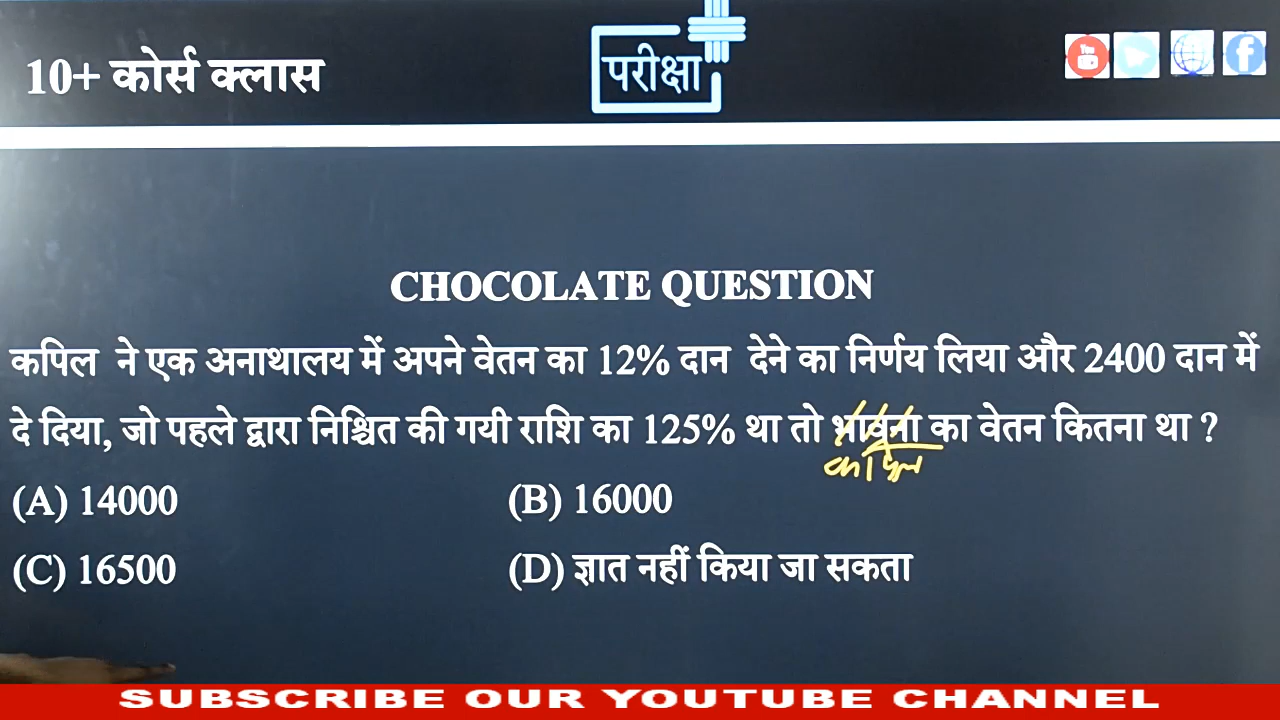 10+ कोर्स क्लास
परीक्षा
You
CHOCOLATE QUESTION
कपिल ने एक अनाथालय में अपने वेतन का 12% दान देने का निर्णय लिया और 2400 दान में
दे दिया, जो पहले द्वारा निश्चित की गयी राशि का 125% था तो भावना का वेतन कितना था ?
कपिल
(A) 14000
(B) 16000
(C) 16500
(D) ज्ञात नहीं किया जा सकता
SUBSCRIBE OUR YOUTUBE CHANNEL